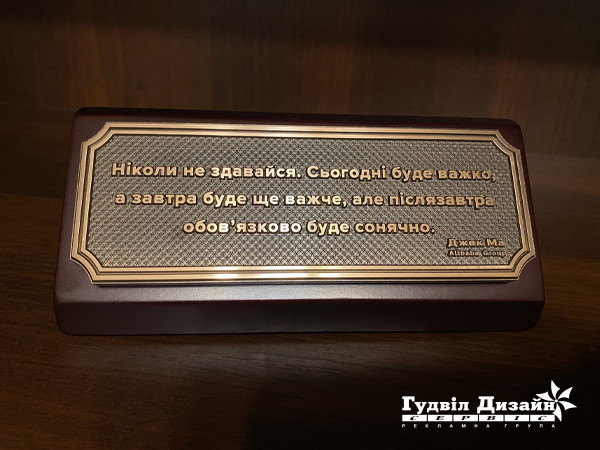 Ніколи не здавайся. Сьогодні буде важко,
а завтра буде ще важче, але післязавтра
обов'язково буде сонячно.
Джек Ма
Alibaba Group
Гудвіл Дизайн
СЕРВІС
РЕКЛАМНА ГРУПА